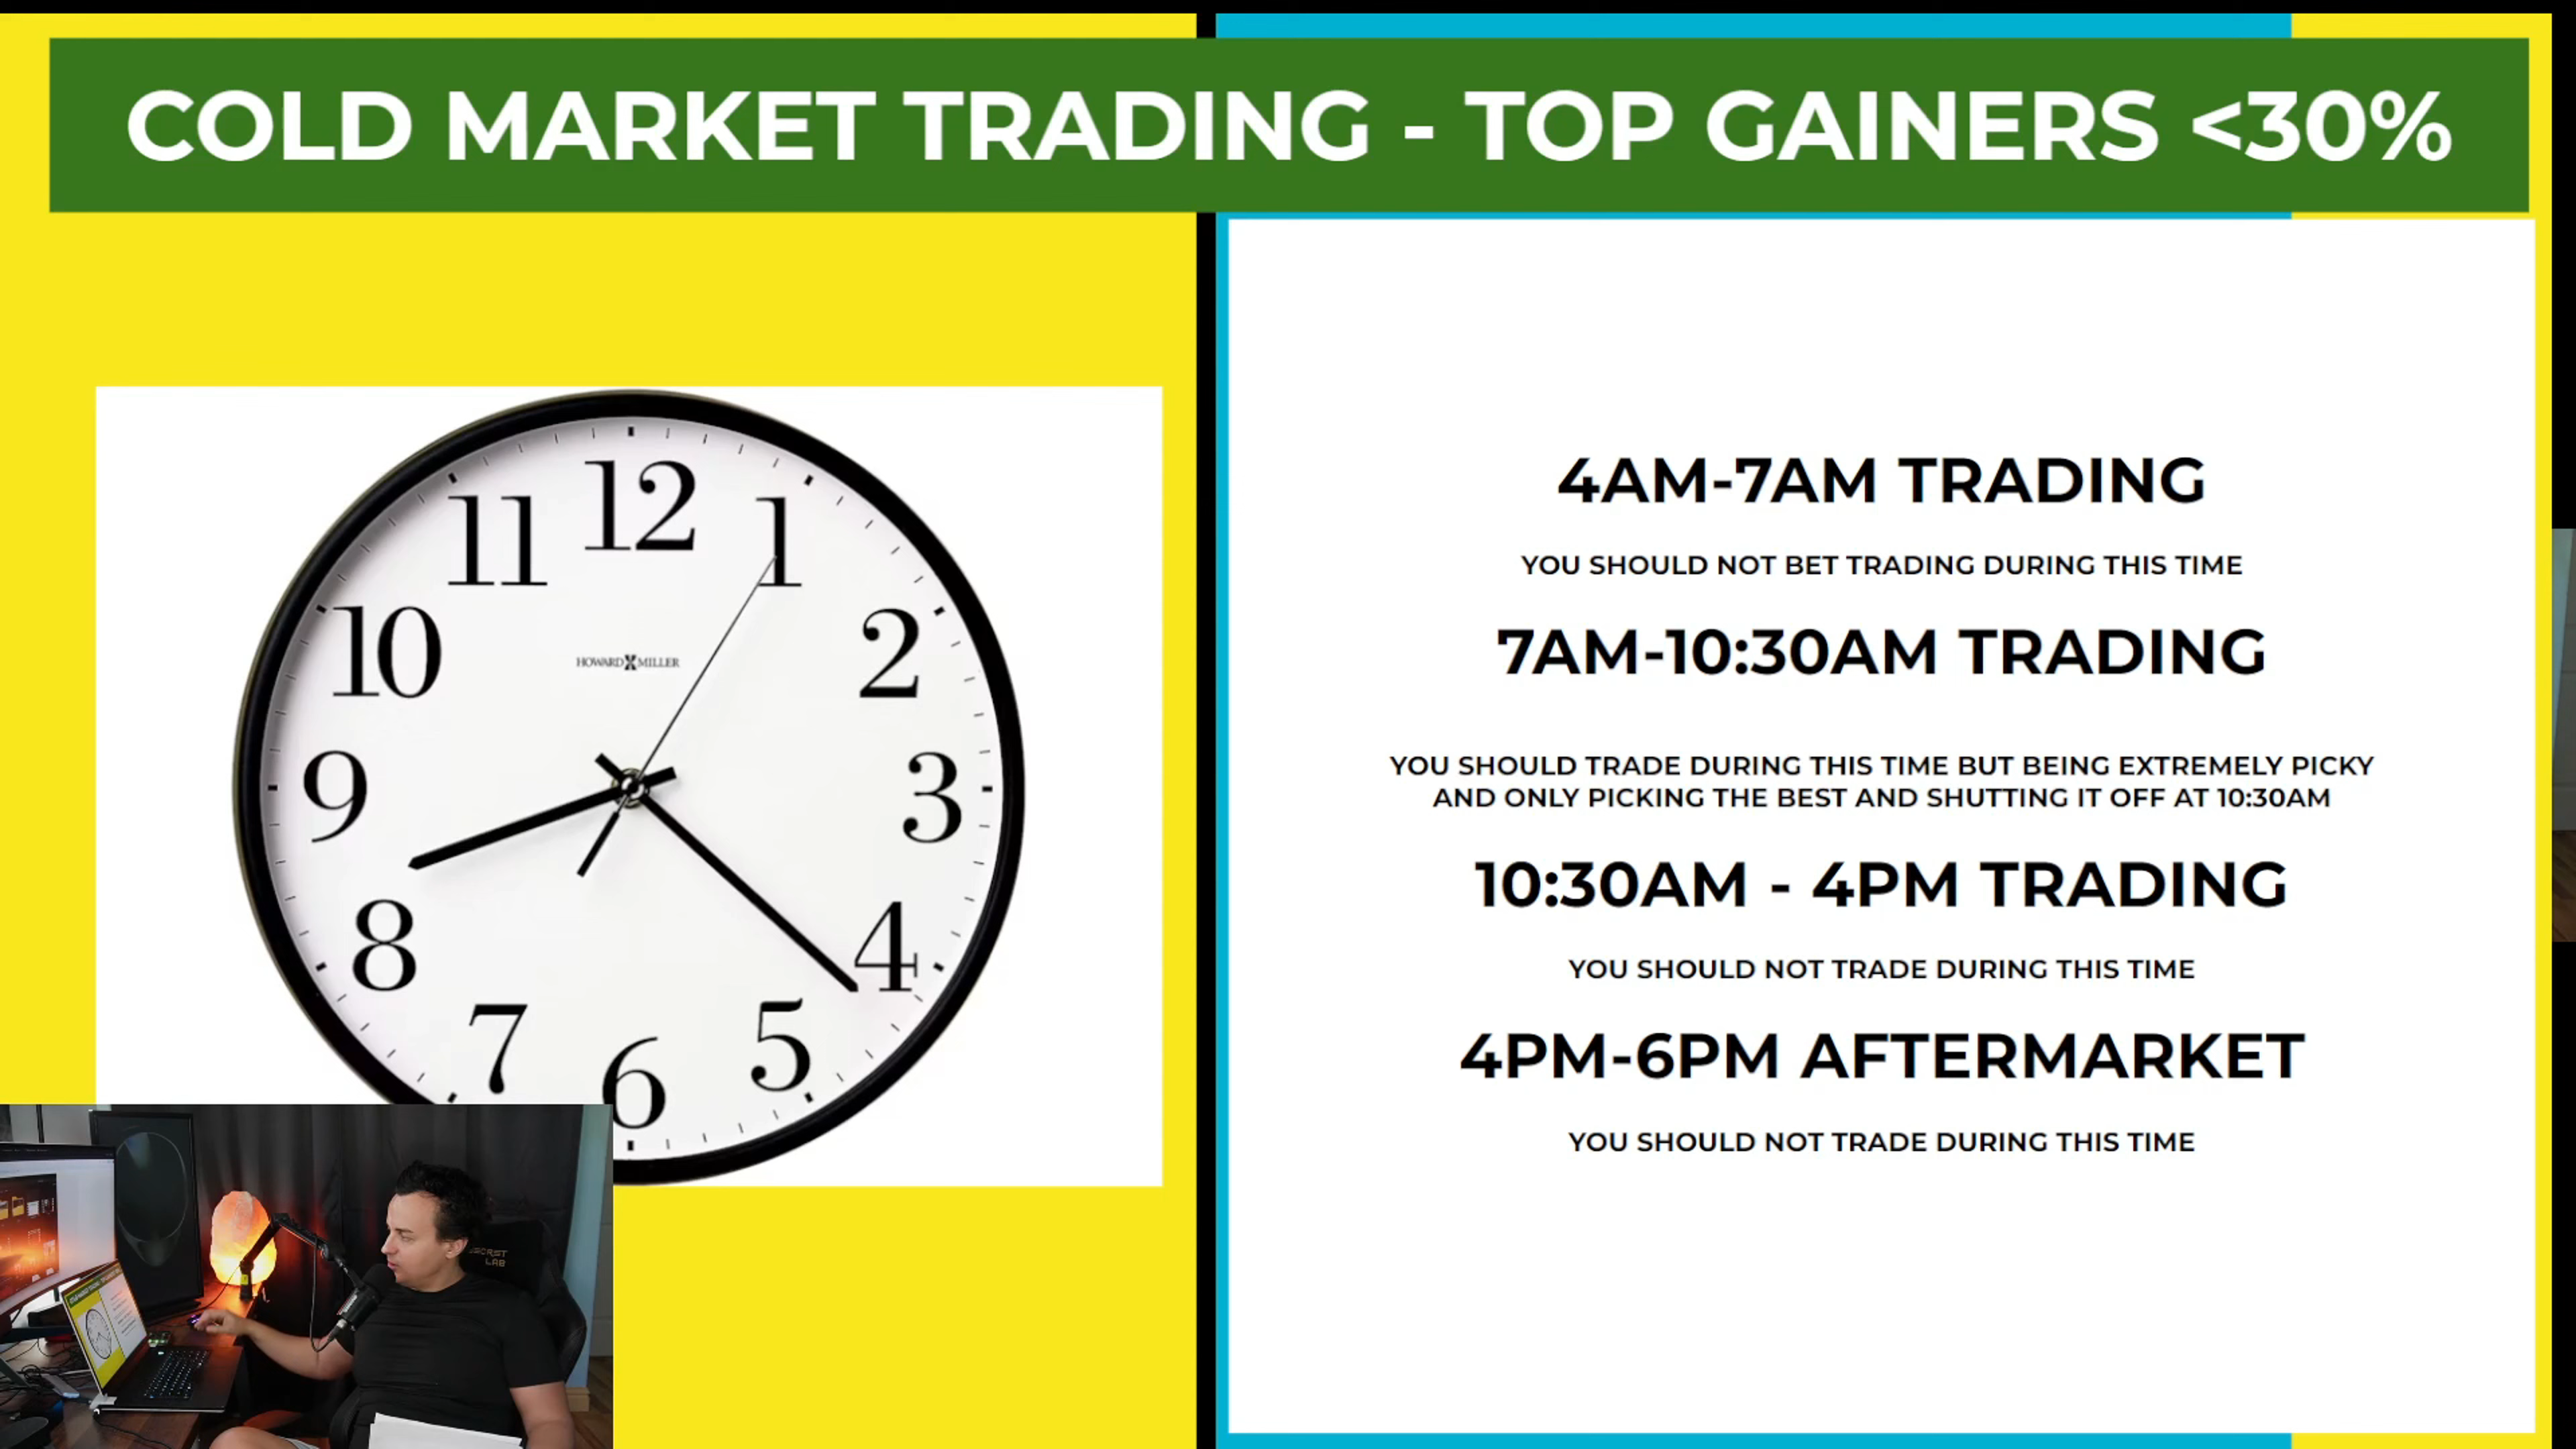 COLD MARKET TRADING - TOP GAINERS <30%
12
1
2
3
4
5
6
7
8
9
10
11
HOWARD MILLER
4AM-7AM TRADING
YOU SHOULD NOT BET TRADING DURING THIS TIME
7AM-10:30AM TRADING
YOU SHOULD TRADE DURING THIS TIME BUT BEING EXTREMELY PICKY
AND ONLY PICKING THE BEST AND SHUTTING IT OFF AT 10:30AM
10:30AM - 4PM TRADING
YOU SHOULD NOT TRADE DURING THIS TIME
4PM-6PM AFTERMARKET
YOU SHOULD NOT TRADE DURING THIS TIME
LAB